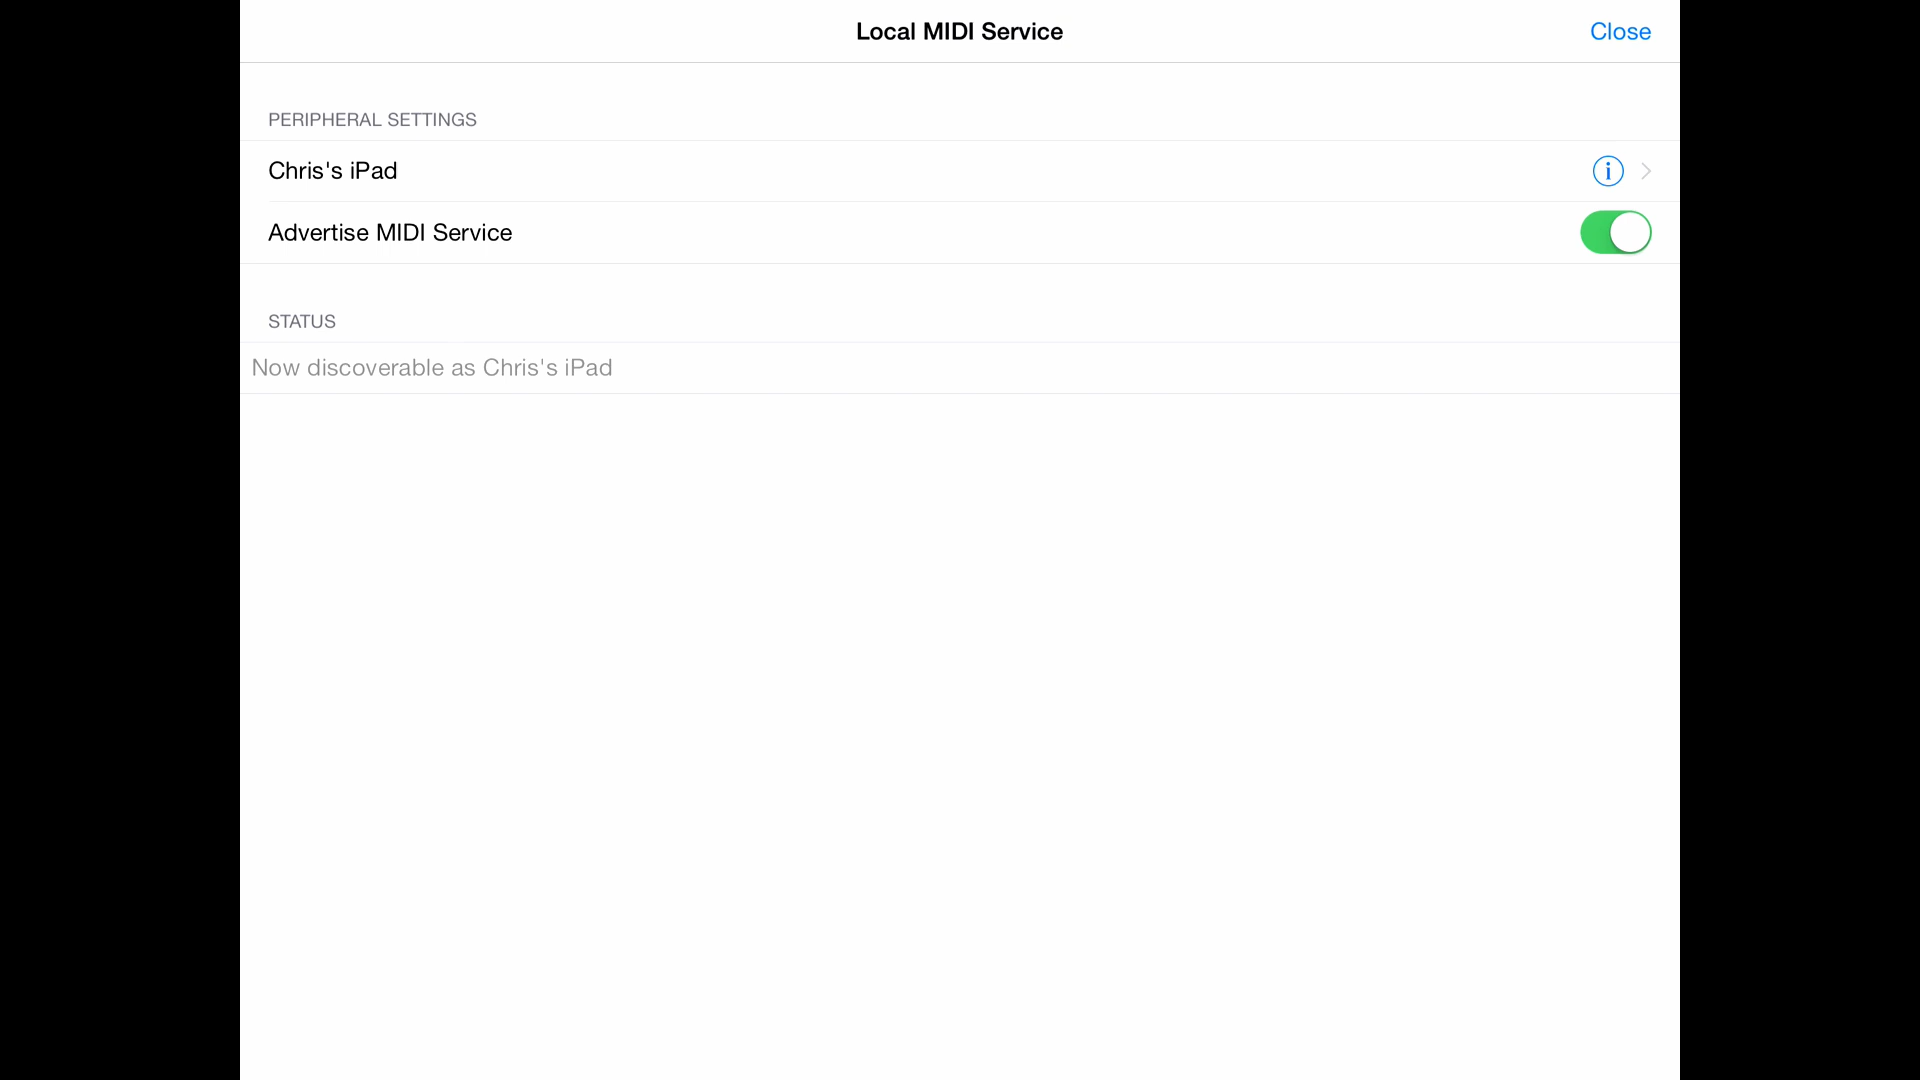 Local MIDI Service
Close
PERIPHERAL SETTINGS
Chris's iPad
Advertise MIDI Service
STATUS
Now discoverable as Chris's iPad